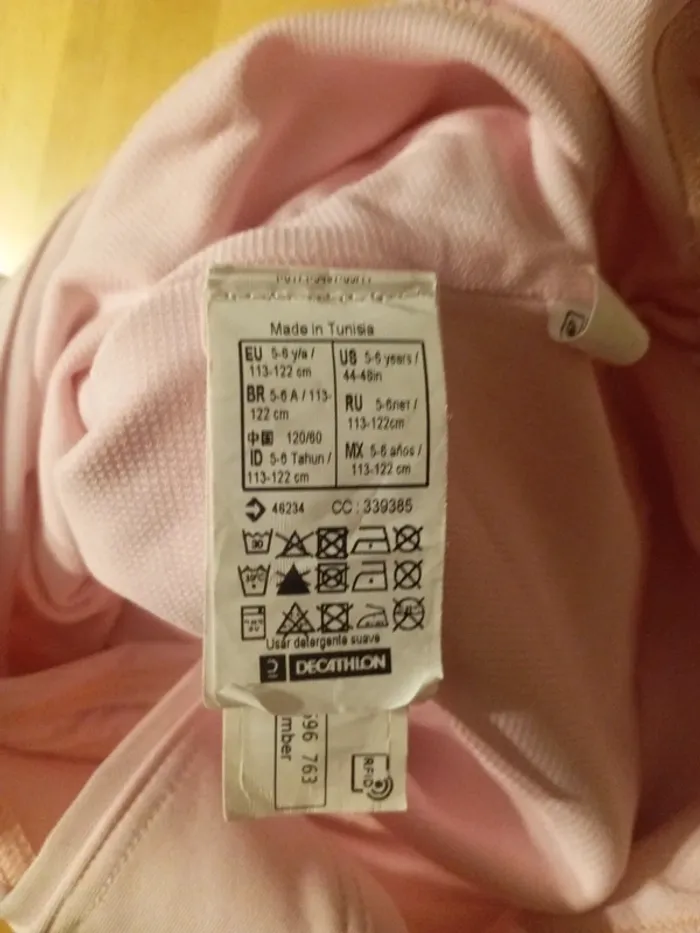 Made in Tunisia
EU 5-6 y/a /
113-122 cm
BR 5-6 A / 113-
122 cm
中国 120/60
ID 5-6 Tahun /
113-122 cm
US 5-6 years /
44-48in
RU 5-6лет /
113-122cm
MX 5-6 años /
113-122 cm
46234 CC : 339385
30
30°C
Usar detergente suave
DECATHLON
596 763
mber
RFID